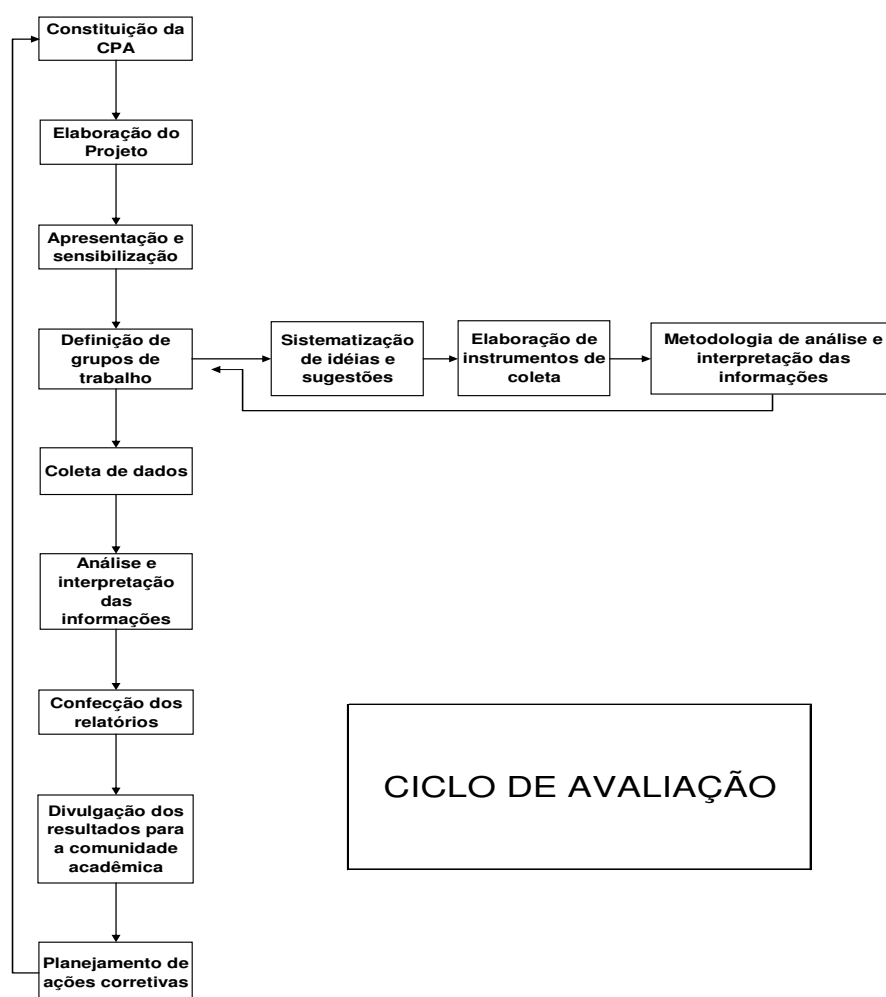 Constituição da
CPA
Elaboração do
Projeto
Apresentação e
sensibilização
Definição de
grupos de
trabalho
Sistematização
de idéias e
sugestões
Elaboração de
instrumentos de
coleta
Metodologia de análise e
interpretação das
informações
Coleta de dados
Análise e
interpretação
das
informações
Confecção dos
relatórios
Divulgação dos
resultados para
a comunidade
acadêmica
Planejamento de
ações corretivas
CICLO DE AVALIAÇÃO